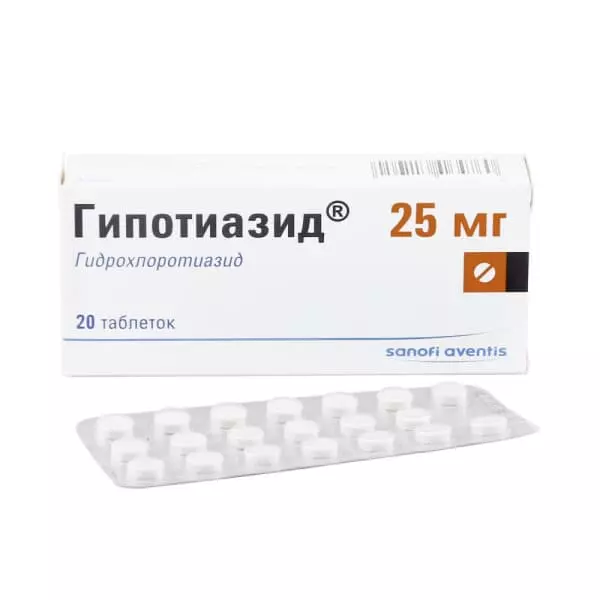 Гипотиазид® 25 мг
Гидрохлоротиазид
20 таблеток
sanofi aventis